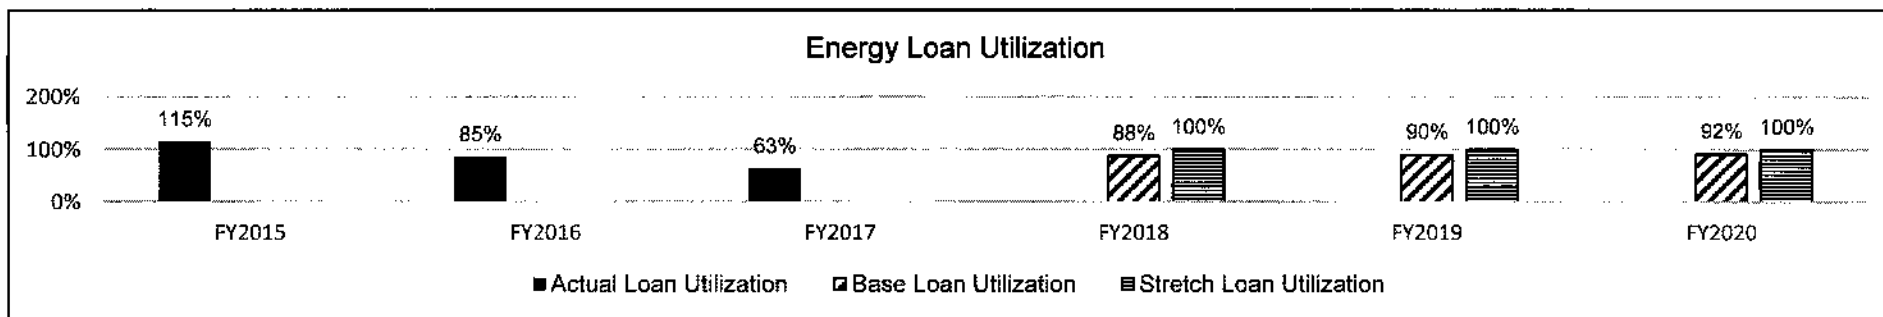 Energy Loan Utilization
200%
100%
0%
115%
85%
63%
88%
100%
90%
100%
92%
100%
FY2015
FY2016
FY2017
FY2018
FY2019
FY2020
Actual Loan Utilization
Base Loan Utilization
Stretch Loan Utilization